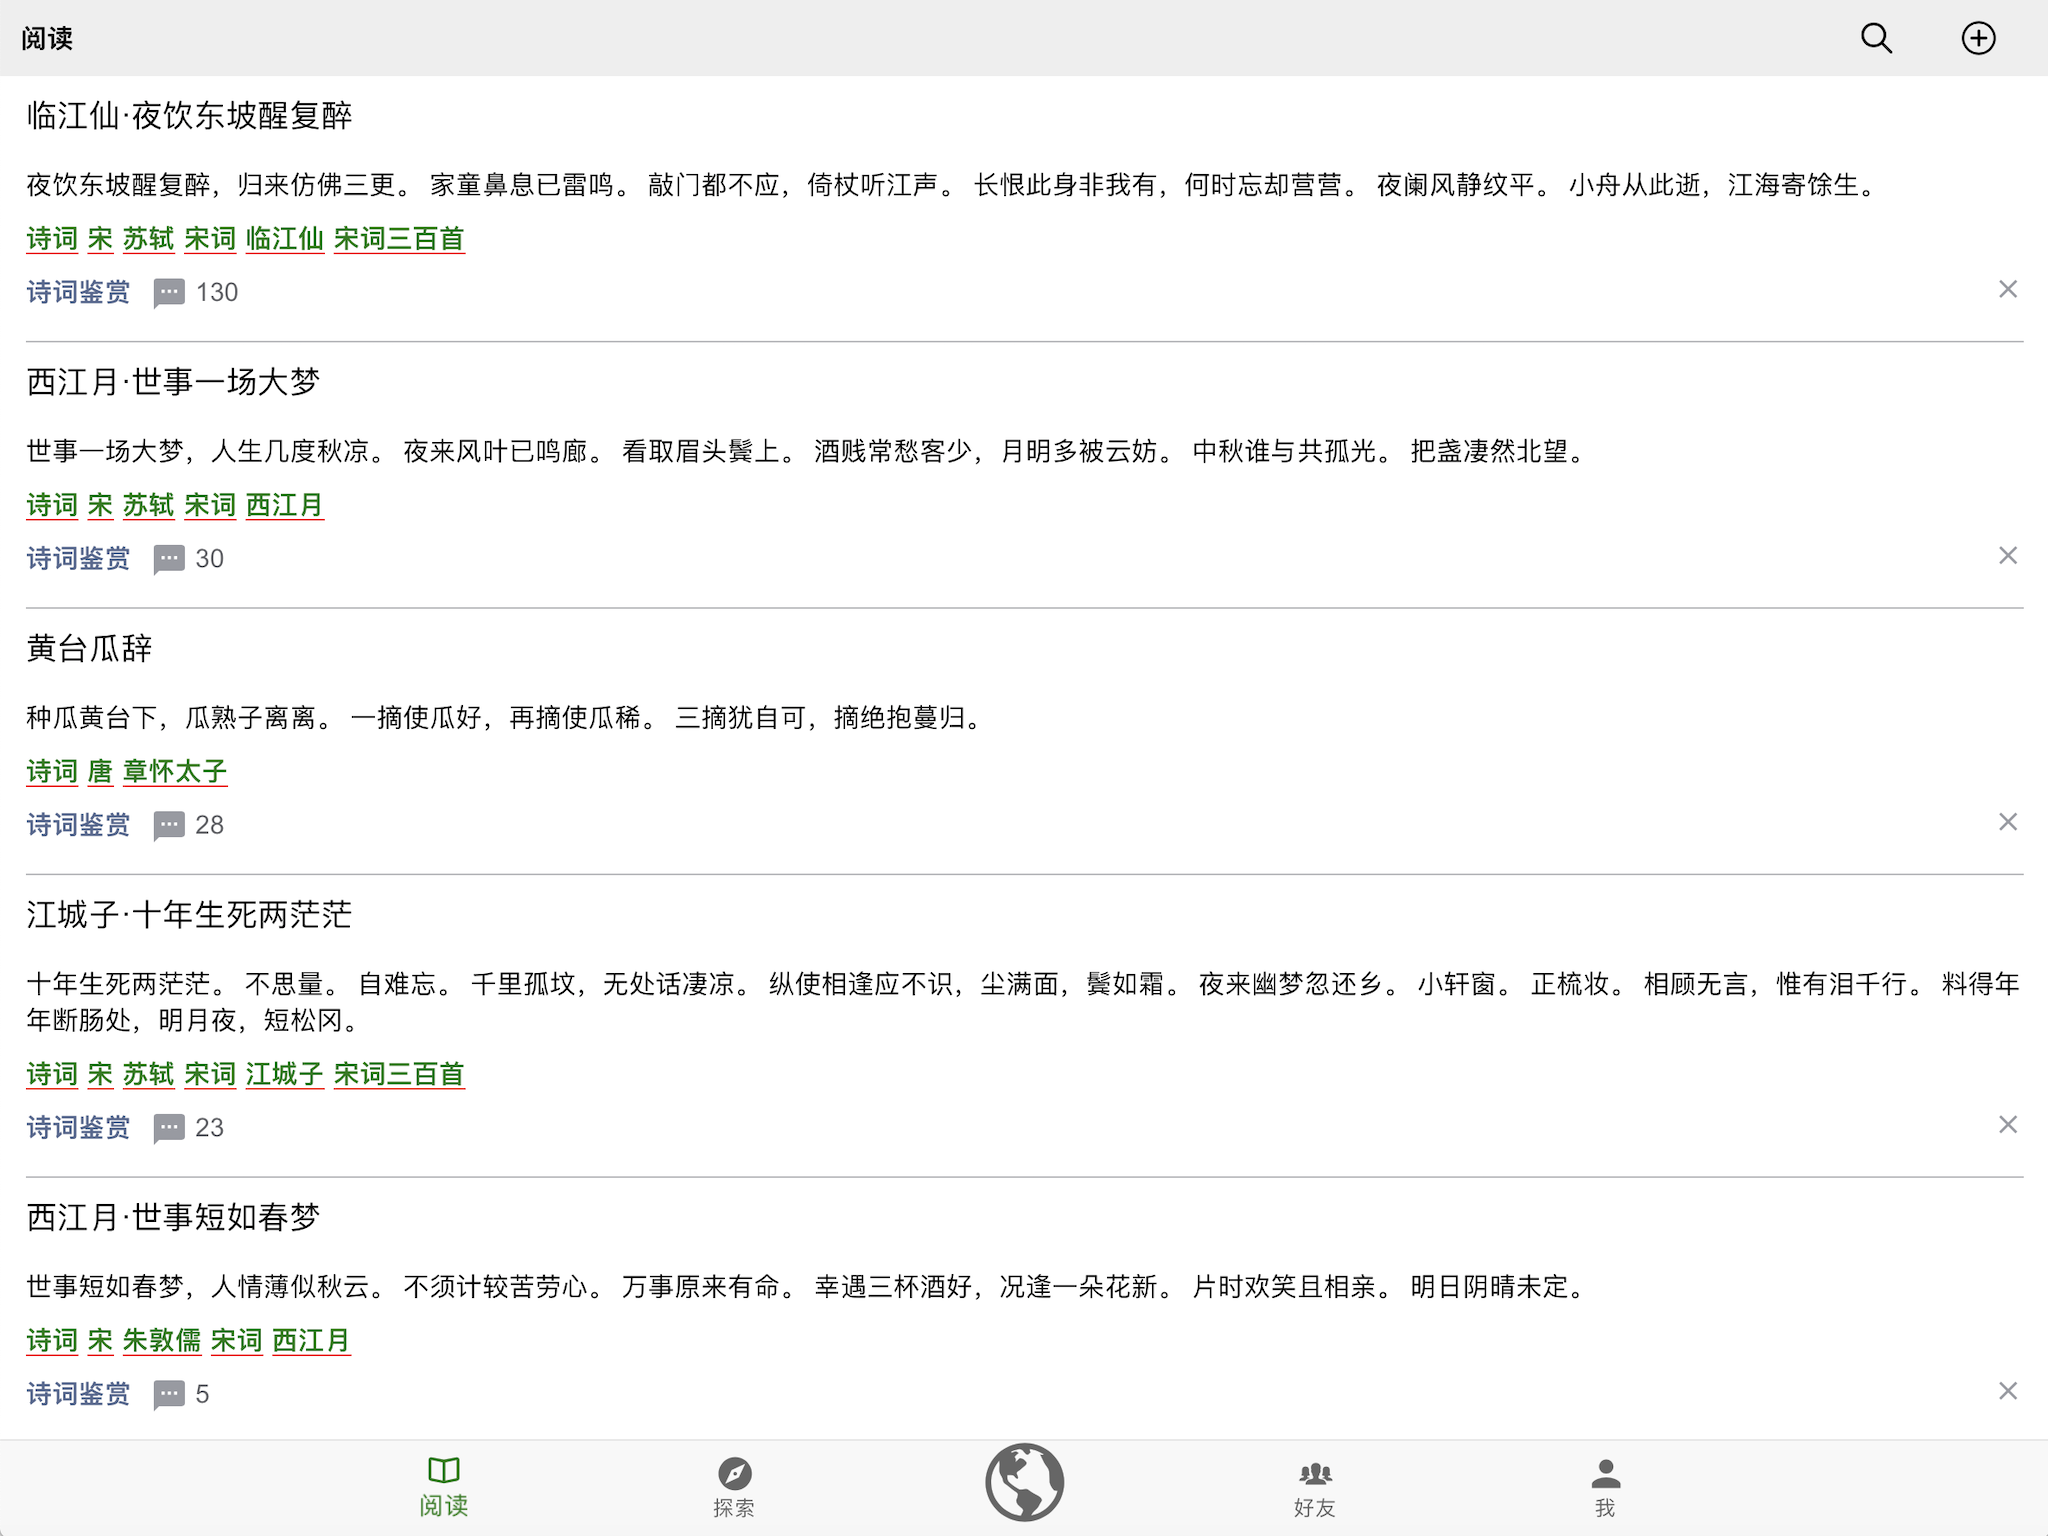 阅读
临江仙·夜饮东坡醒复醉
夜饮东坡醒复醉，归来仿佛三更。 家童鼻息已雷鸣。 敲门都不应，倚杖听江声。 长恨此身非我有，何时忘却营营。 夜阑风静纹平。 小舟从此逝，江海寄馀生。
诗词 宋 苏轼 宋词 临江仙 宋词三百首
诗词鉴赏 130
西江月·世事一场大梦
世事一场大梦，人生几度秋凉。 夜来风叶已鸣廊。 看取眉头鬓上。 酒贱常愁客少，月明多被云妨。 中秋谁与共孤光。 把盏凄然北望。
诗词 宋 苏轼 宋词 西江月
诗词鉴赏 30
黄台瓜辞
种瓜黄台下，瓜熟子离离。 一摘使瓜好，再摘使瓜稀。 三摘犹自可，摘绝抱蔓归。
诗词 唐 章怀太子
诗词鉴赏 28
江城子·十年生死两茫茫
十年生死两茫茫。 不思量。 自难忘。 千里孤坟，无处话凄凉。 纵使相逢应不识，尘满面，鬓如霜。 夜来幽梦忽还乡。 小轩窗。 正梳妆。 相顾无言，惟有泪千行。 料得年
年断肠处，明月夜，短松冈。
诗词 宋 苏轼 宋词 江城子 宋词三百首
诗词鉴赏 23
西江月·世事短如春梦
世事短如春梦，人情薄似秋云。 不须计较苦劳心。 万事原来有命。 幸遇三杯酒好，况逢一朵花新。 片时欢笑且相亲。 明日阴晴未定。
诗词 宋 朱敦儒 宋词 西江月
诗词鉴赏 5
阅读 探索 好友 我